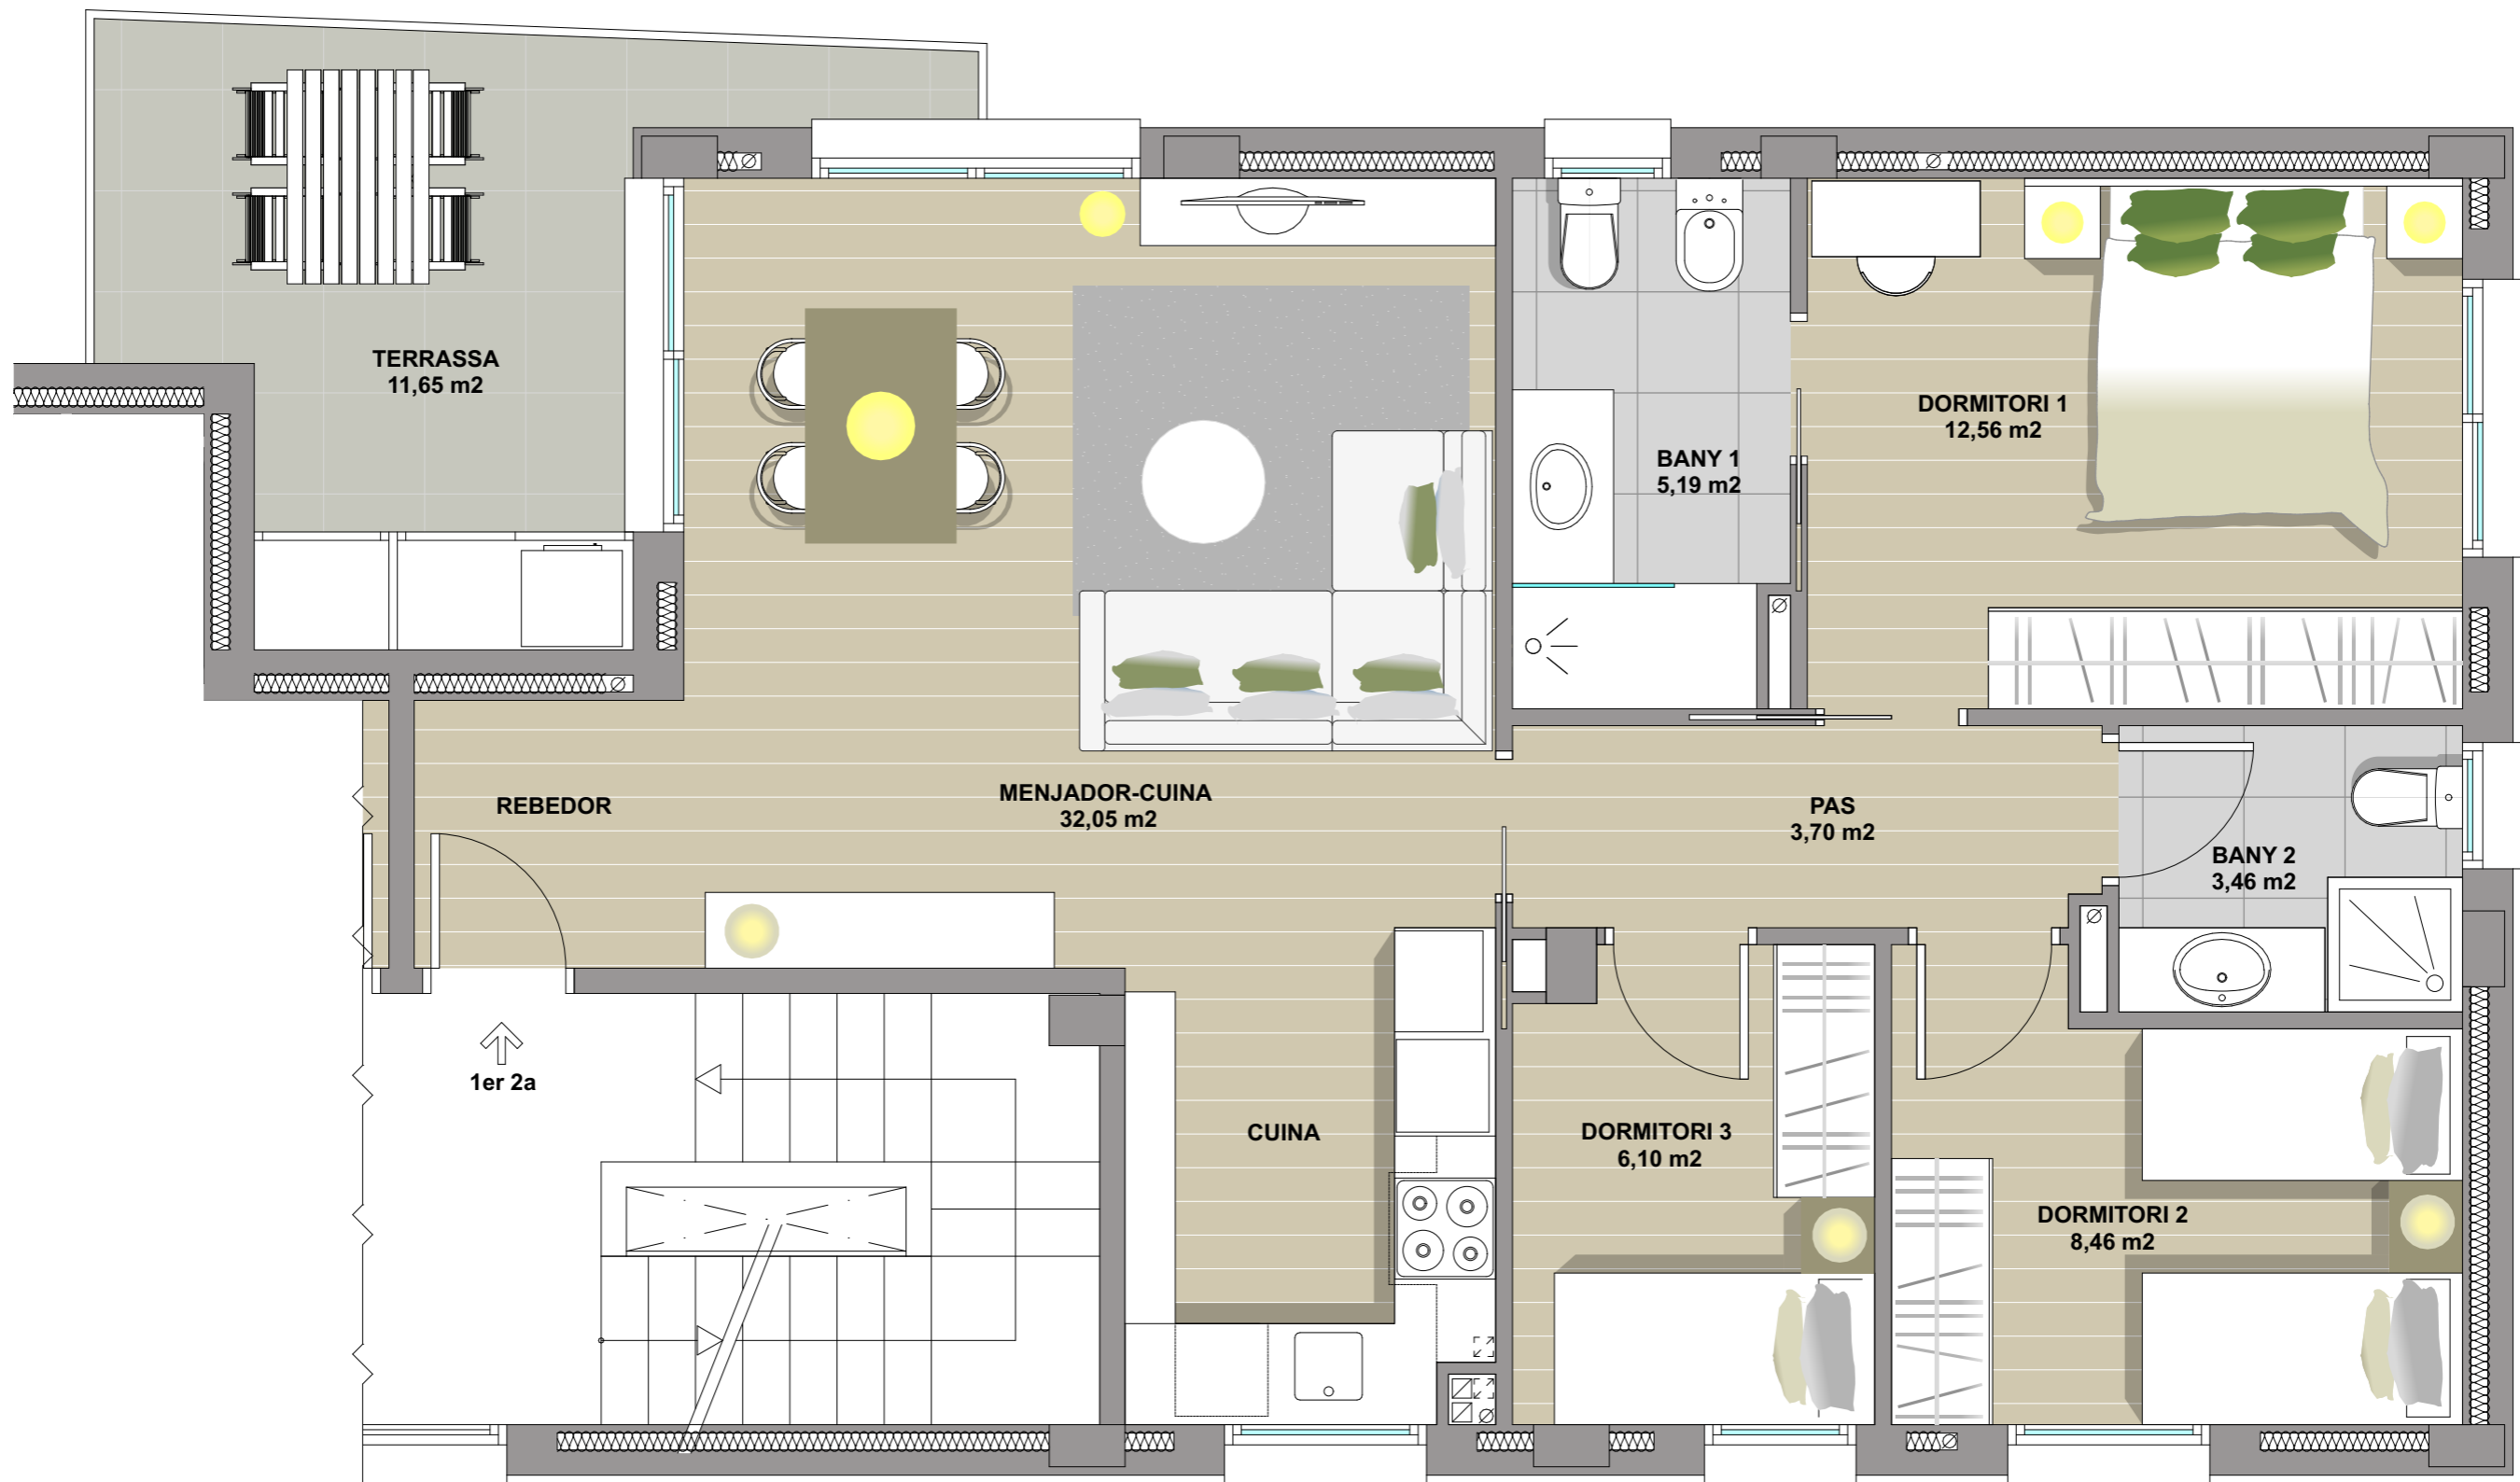 TERRASSA
11,65 m2
DORMITORI 1
12,56 m2
BANY 1
5,19 m2
REBEDOR
MENJADOR-CUINA
32,05 m2
PAS
3,70 m2
BANY 2
3,46 m2
1er 2a
CUINA
DORMITORI 3
6,10 m2
DORMITORI 2
8,46 m2